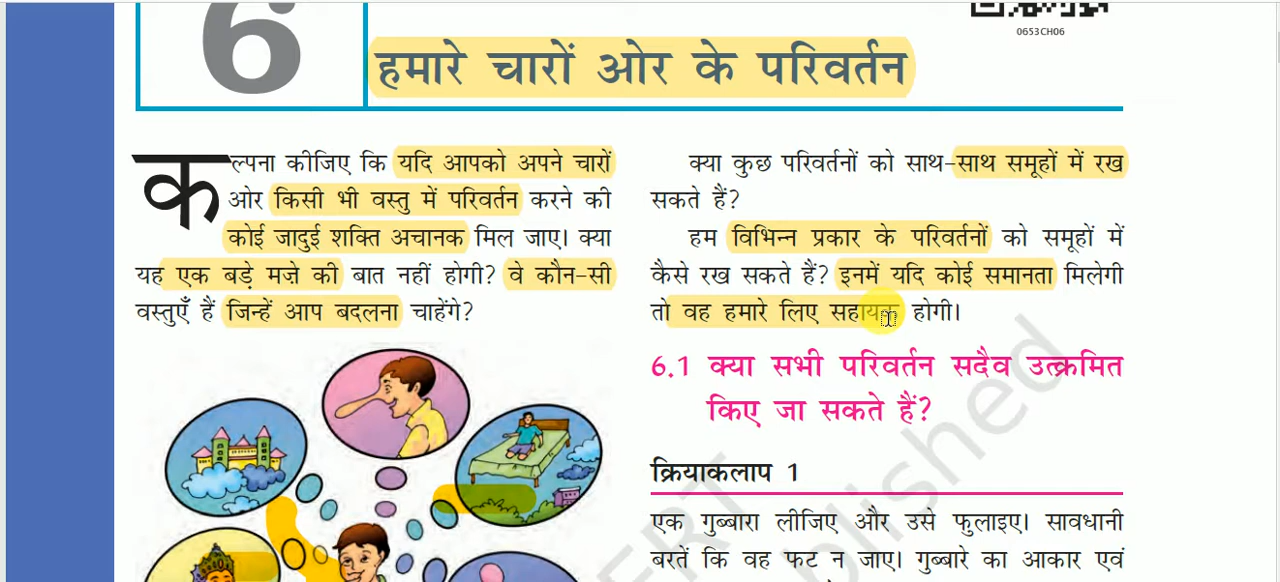 6
0653CH06
हमारे चारों ओर के परिवर्तन
कल्पना कीजिए कि यदि आपको अपने चारों
ओर किसी भी वस्तु में परिवर्तन करने की
कोई जादुई शक्ति अचानक मिल जाए। क्या
यह एक बड़े मज़े की बात नहीं होगी? वे कौन-सी
वस्तुएँ हैं जिन्हें आप बदलना चाहेंगे?
क्या कुछ परिवर्तनों को साथ-साथ समूहों में रख
सकते हैं?
हम विभिन्न प्रकार के परिवर्तनों को समूहों में
कैसे रख सकते हैं? इनमें यदि कोई समानता मिलेगी
तो वह हमारे लिए सहायक होगी।
6.1 क्या सभी परिवर्तन सदैव उत्क्रमित
किए जा सकते हैं?
क्रियाकलाप 1
एक गुब्बारा लीजिए और उसे फुलाइए। सावधानी
बरतें कि वह फट न जाए। गुब्बारे का आकार एवं